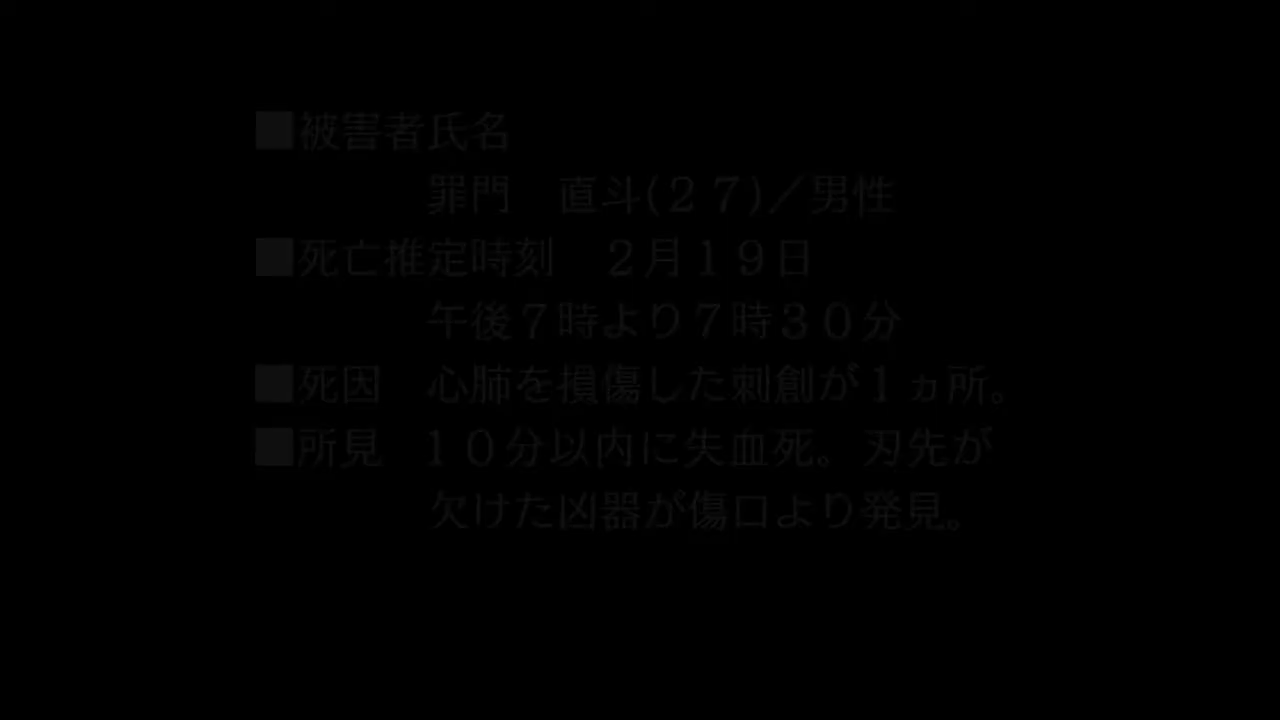 ■被害者氏名
罪門　直斗(２７)／男性
■死亡推定時刻　２月１９日
午後７時より７時３０分
■死因　心肺を損傷した刺創が１ヵ所。
■所見　１０分以内に失血死。刃先が
欠けた凶器が傷口より発見。